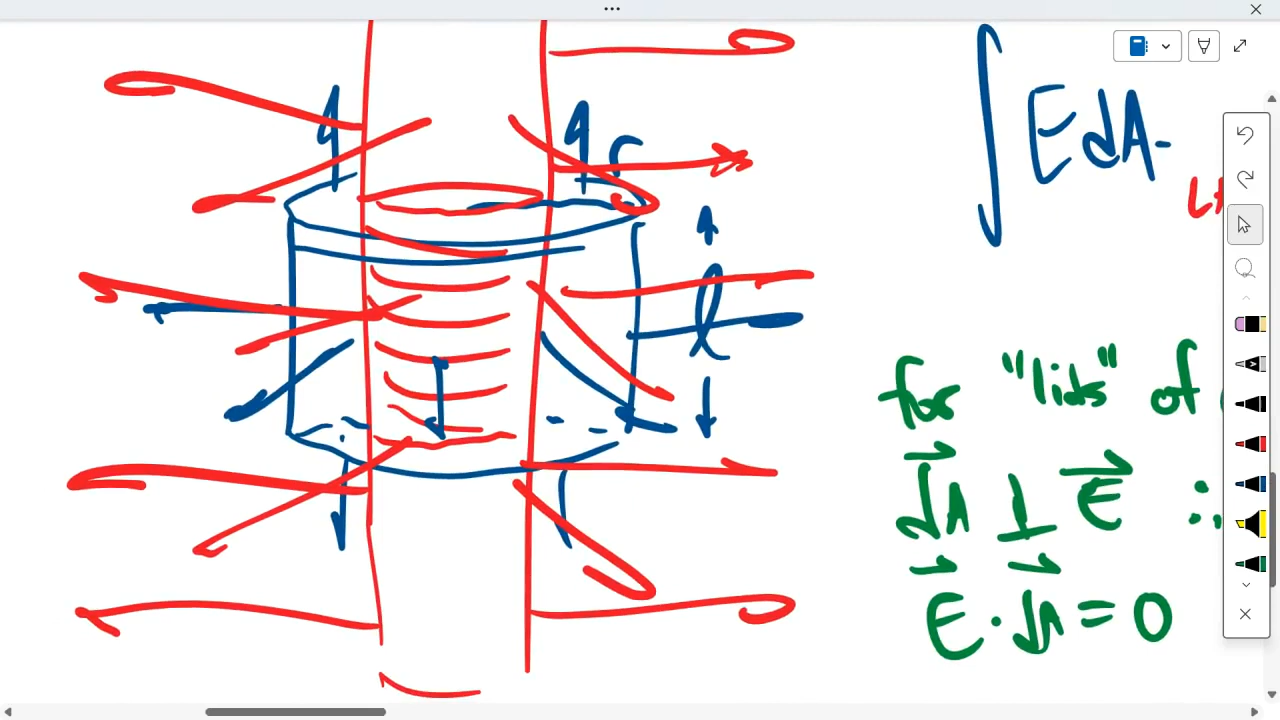 ∫ E dA
r
ℓ
for "lids" of
dA ⊥ E ∴
E · dA = 0